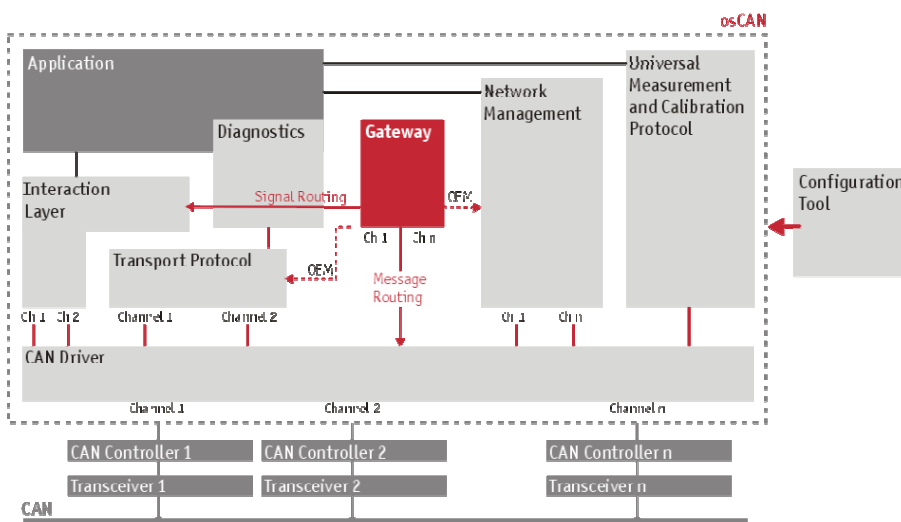 osCAN
Application
Universal
Measurement
and Calibration
Protocol
Network
Management
Diagnostics
Gateway
Configuration
Tool
Interaction
Layer
Signal Routing
OEM
Ch 1
Ch n
Transport Protocol
OEM
Message
Routing
Ch 1
Ch 2
Channel 1
Channel 2
Ch 1
Ch n
CAN Driver
Channel 1
Channel 2
Channel n
CAN Controller 1
CAN Controller 2
CAN Controller n
Transceiver 1
Transceiver 2
Transceiver n
CAN